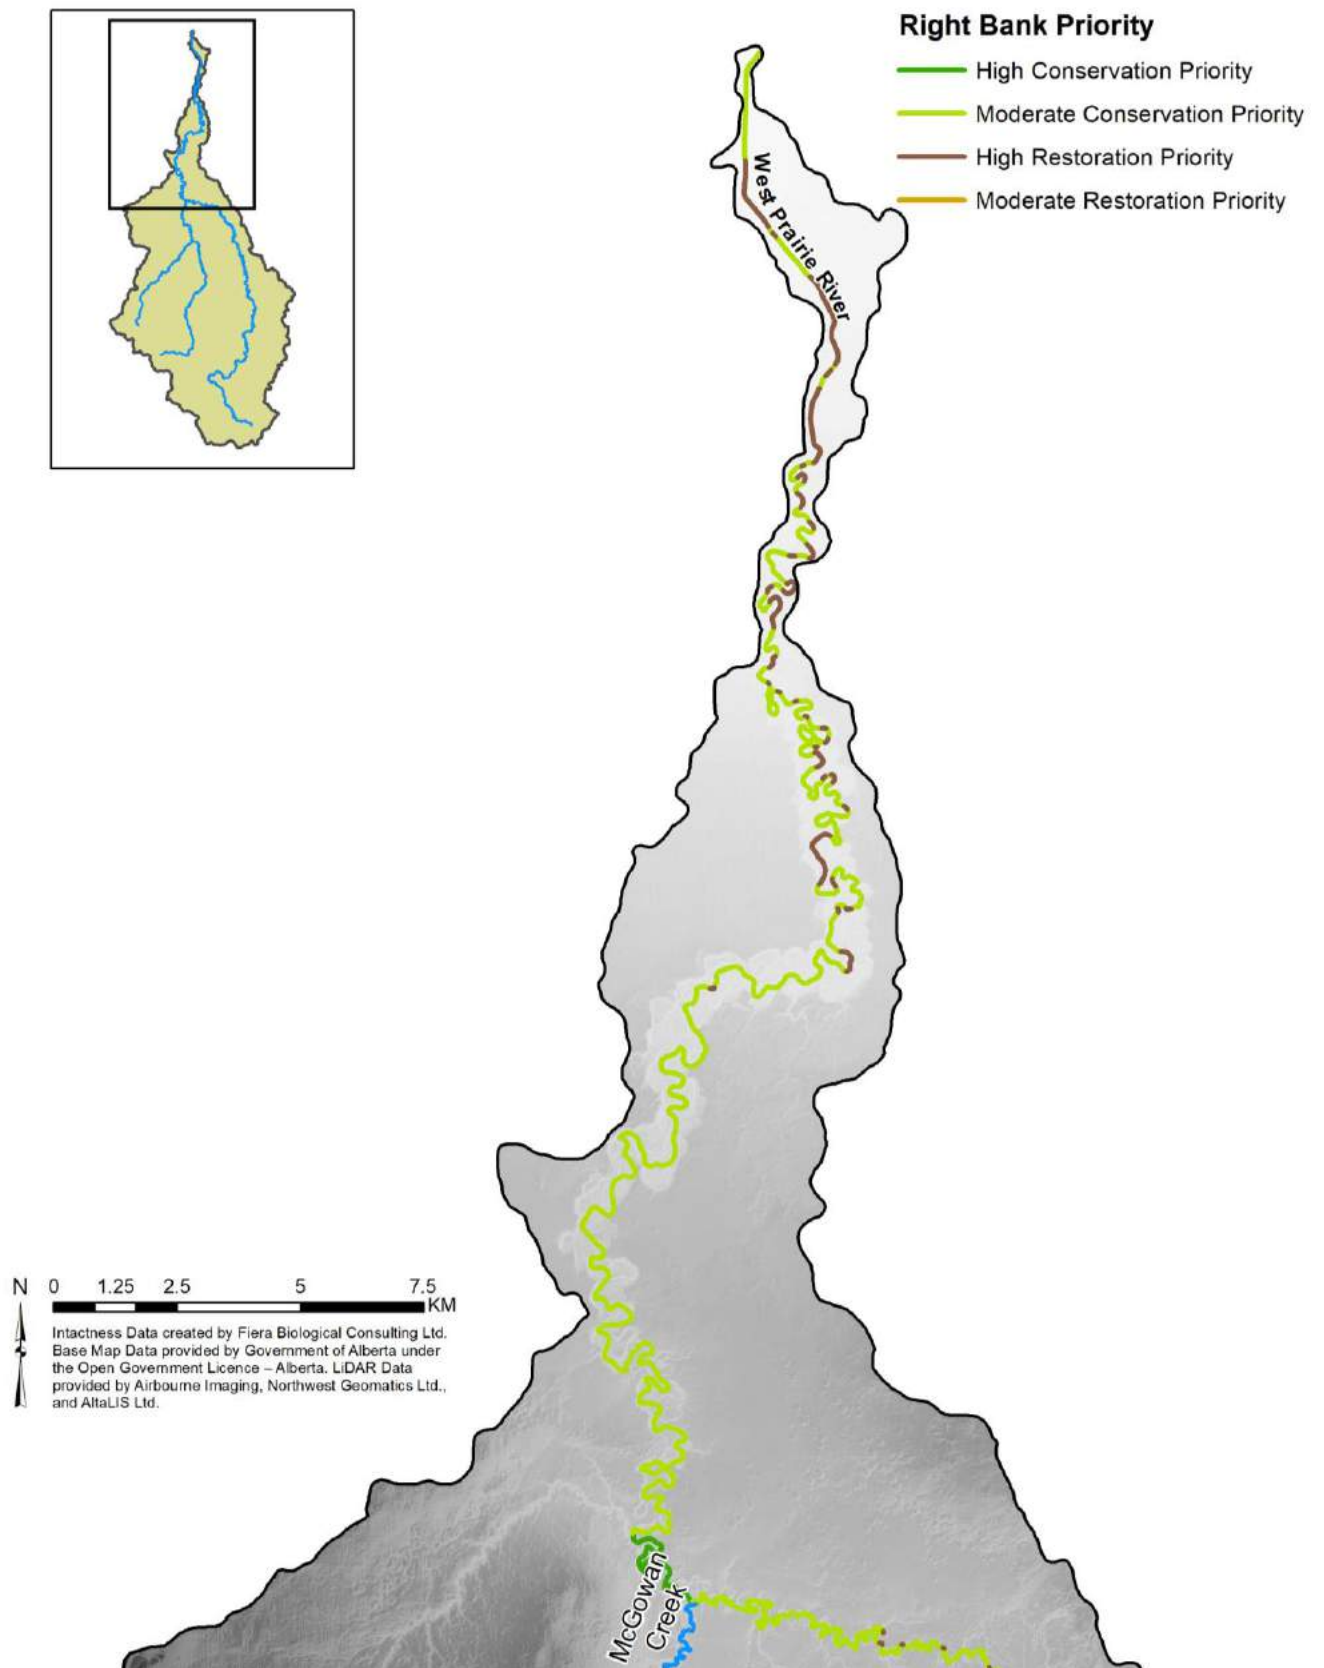 Right Bank Priority
High Conservation Priority
Moderate Conservation Priority
High Restoration Priority
Moderate Restoration Priority
West Prairie River
N
0 1.25 2.5 5 7.5
KM
Intactness Data created by Fiera Biological Consulting Ltd.
Base Map Data provided by Government of Alberta under
the Open Government Licence – Alberta. LiDAR Data
provided by Airbourne Imaging, Northwest Geomatics Ltd.,
and AltaLIS Ltd.
McGowan
Creek